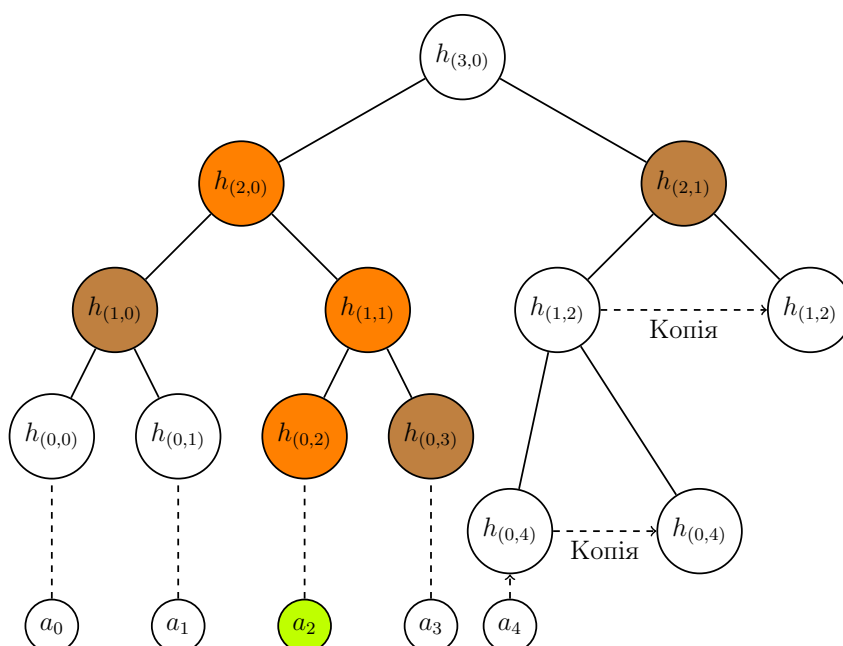 h(3,0)
h(2,0)
h(2,1)
h(1,0)
h(1,1)
h(1,2)
Копія
h(1,2)
h(0,0)
h(0,1)
h(0,2)
h(0,3)
h(0,4)
Копія
h(0,4)
a0
a1
a2
a3
a4